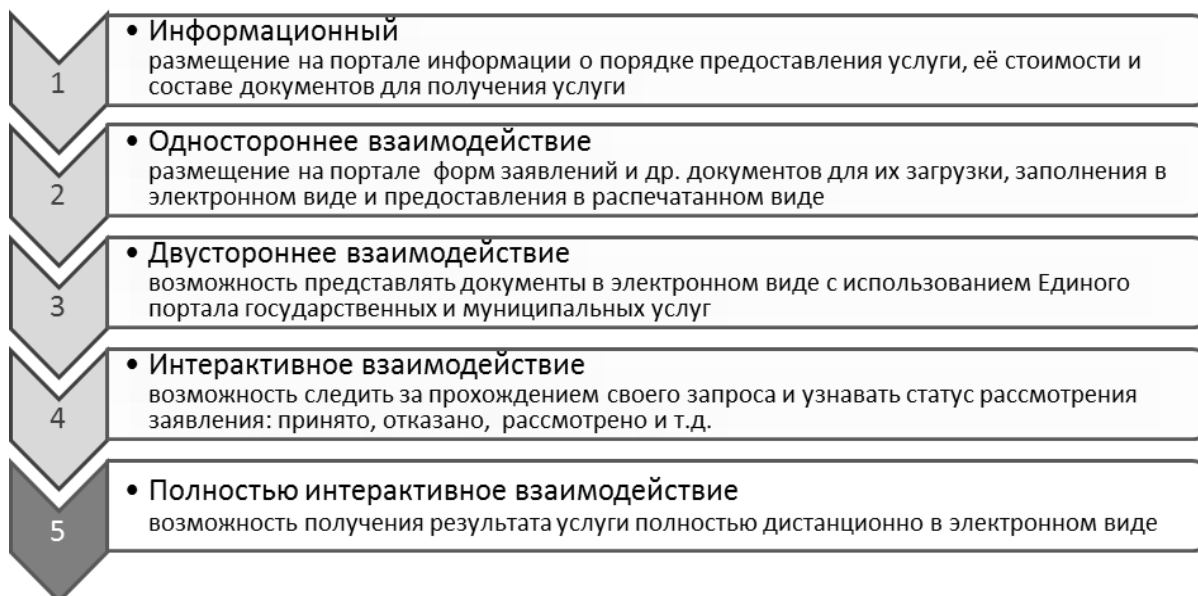 1
• Информационный
размещение на портале информации о порядке предоставления услуги, её стоимости и
составе документов для получения услуги
2
• Одностороннее взаимодействие
размещение на портале форм заявлений и др. документов для их загрузки, заполнения в
электронном виде и предоставления в распечатанном виде
3
• Двустороннее взаимодействие
возможность представлять документы в электронном виде с использованием Единого
портала государственных и муниципальных услуг
4
• Интерактивное взаимодействие
возможность следить за прохождением своего запроса и узнавать статус рассмотрения
заявления: принято, отказано, рассмотрено и т.д.
5
• Полностью интерактивное взаимодействие
возможность получения результата услуги полностью дистанционно в электронном виде